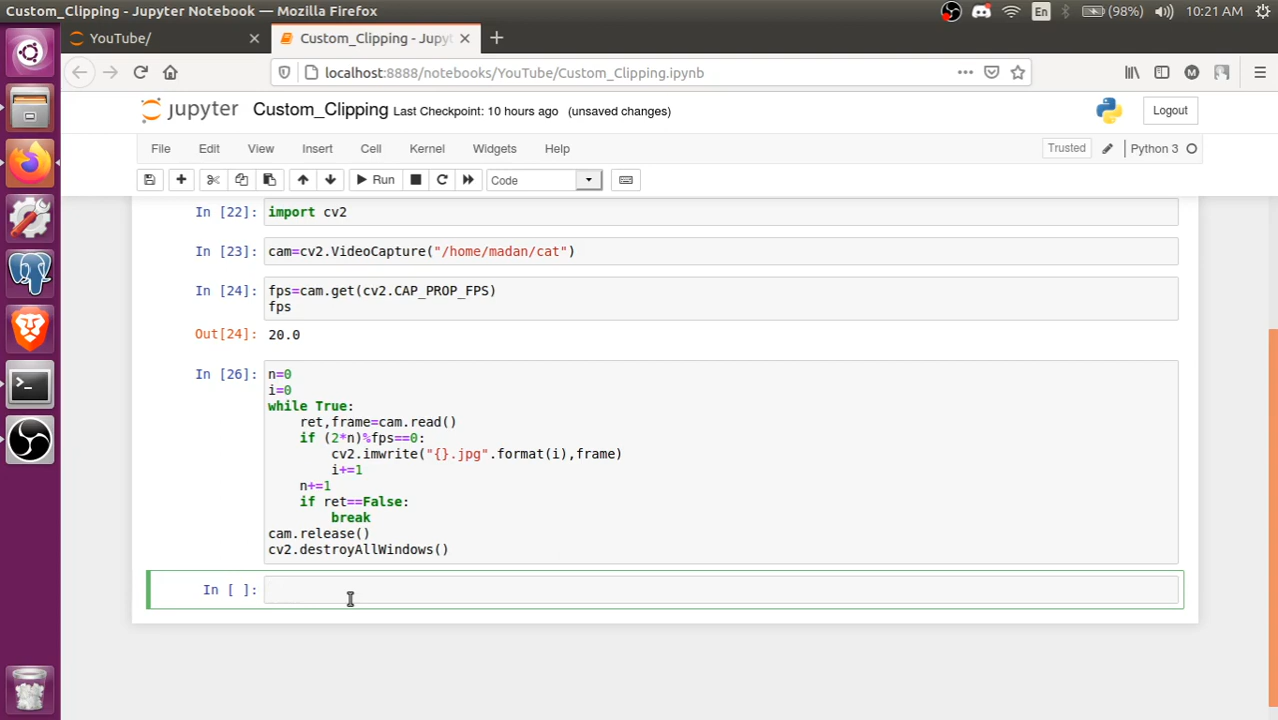 Custom_Clipping - Jupyter Notebook — Mozilla Firefox
En
(98%)
10:21 AM
YouTube/
Custom_Clipping - Jupyt
localhost:8888/notebooks/YouTube/Custom_Clipping.ipynb
M
jupyter Custom_Clipping Last Checkpoint: 10 hours ago (unsaved changes)
Logout
File Edit View Insert Cell Kernel Widgets Help
Trusted
Python 3
Run
Code
In [22]: import cv2
In [23]: cam=cv2.VideoCapture("/home/madan/cat")
In [24]: fps=cam.get(cv2.CAP_PROP_FPS)
fps
Out[24]: 20.0
In [26]: n=0
i=0
while True:
    ret,frame=cam.read()
    if (2*n)%fps==0:
        cv2.imwrite("{}.jpg".format(i),frame)
        i+=1
    n+=1
    if ret==False:
        break
cam.release()
cv2.destroyAllWindows()
In [ ]: